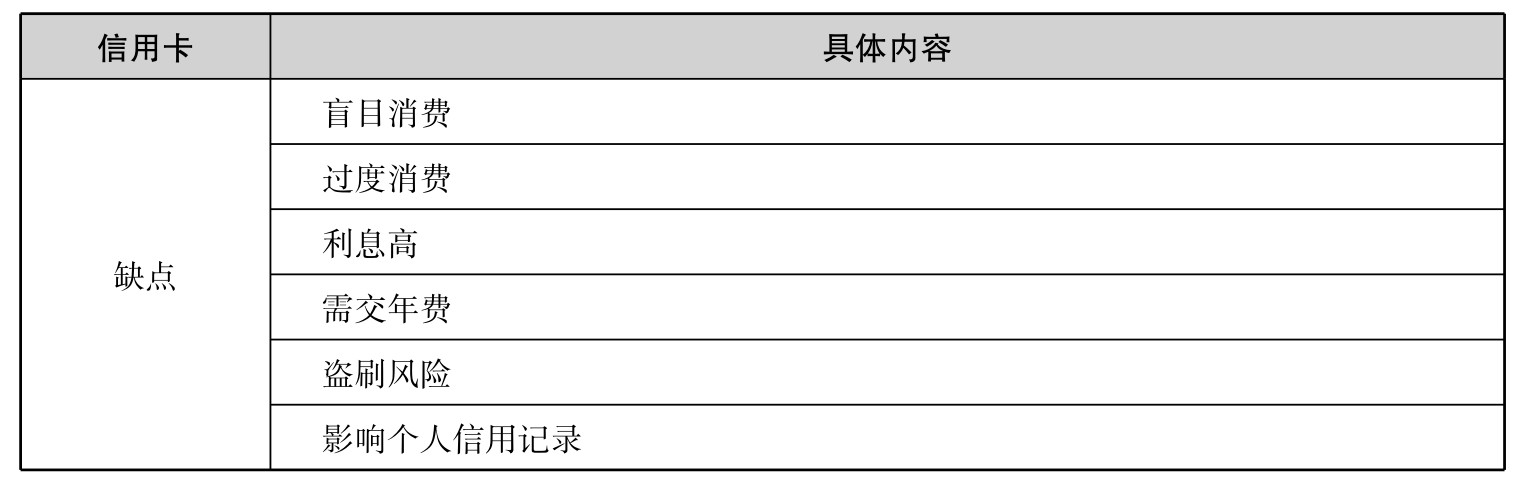 信用卡 具体内容
盲目消费
过度消费
利息高
缺点
需交年费
盗刷风险
影响个人信用记录